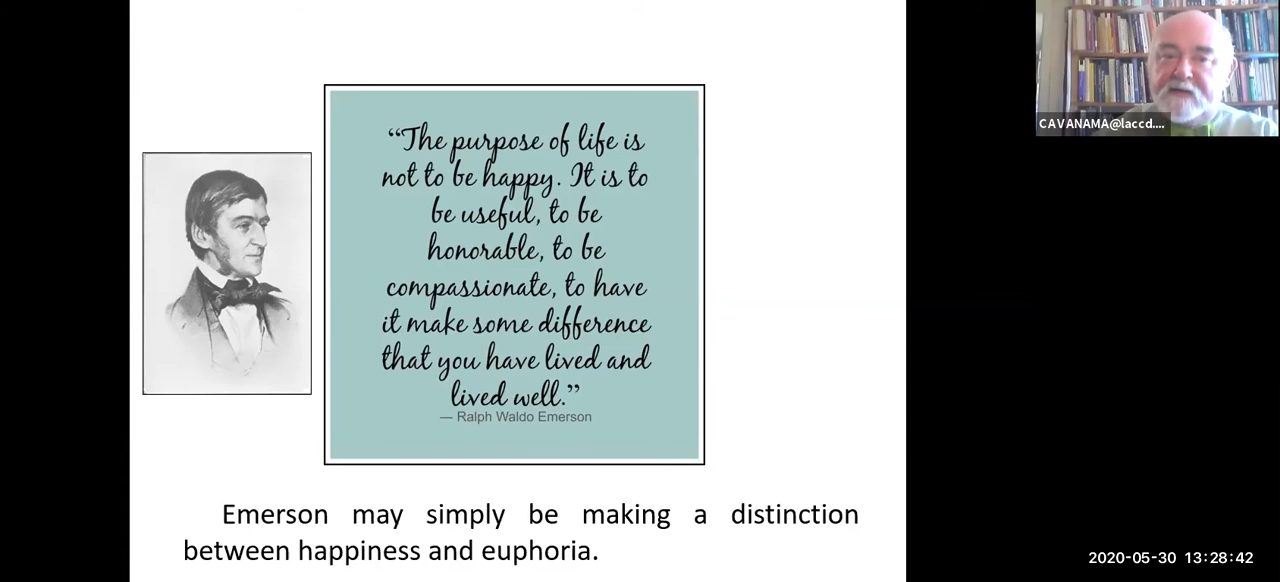 “The purpose of life is
not to be happy. It is to
be useful, to be
honorable, to be
compassionate, to have
it make some difference
that you have lived and
lived well.”
— Ralph Waldo Emerson
Emerson may simply be making a distinction
between happiness and euphoria.
CAVANAMA@laccd....
2020-05-30 13:28:42